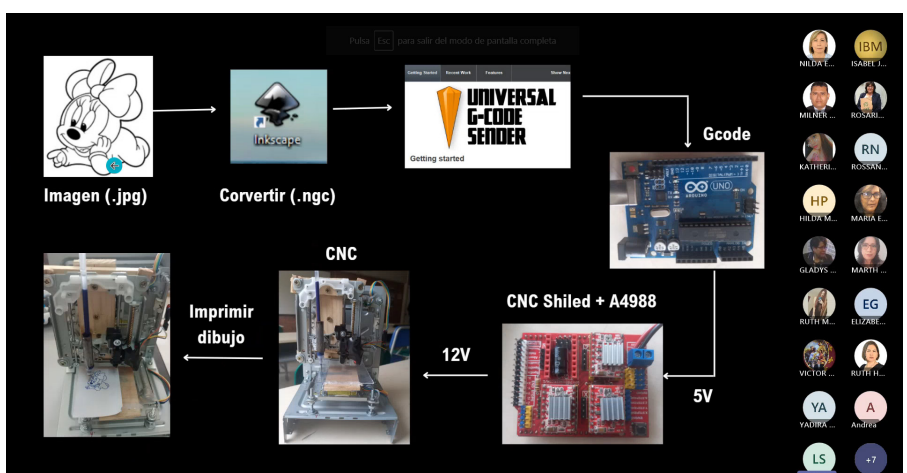 Pulsa Esc para salir del modo de pantalla completa
Getting Started Recent Work Features
Inkscape
UNIVERSAL
G-CODE
SENDER
Getting started
Imagen (.jpg)
Corvertir (.ngc)
Gcode
ARDUINO
UNO
CNC
CNC Shiled + A4988
Imprimir
dibujo
12V
5V
IBM
NILDA E...
ISABEL J...
MILNER ...
ROSARI...
RN
KATHERI...
ROSSAN...
HP
HILDA M...
MARIA E...
GLADYS ...
MARTH ...
EG
RUTH M...
ELIZABE...
VICTOR ...
RUTH H...
YA
A
YADIRA ...
Andrea
LS
+7